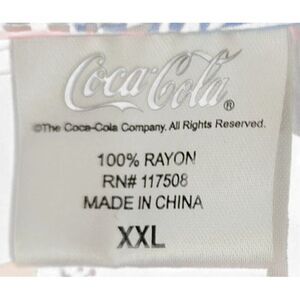 Coca-Cola®
©The Coca-Cola Company. All Rights Reserved.
100% RAYON
RN# 117508
MADE IN CHINA
XXL